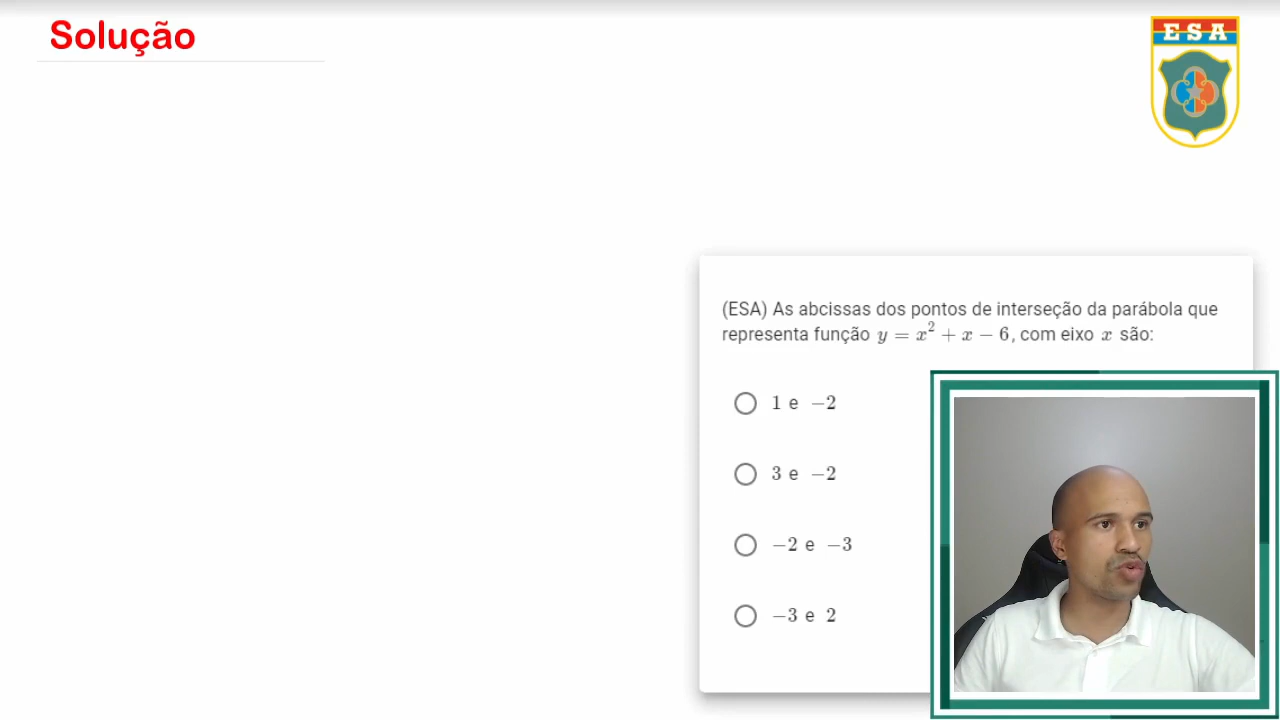 Solução
ESA
(ESA) As abcissas dos pontos de interseção da parábola que
representa função y = x² + x − 6, com eixo x são:
1 e −2
3 e −2
−2 e −3
−3 e 2